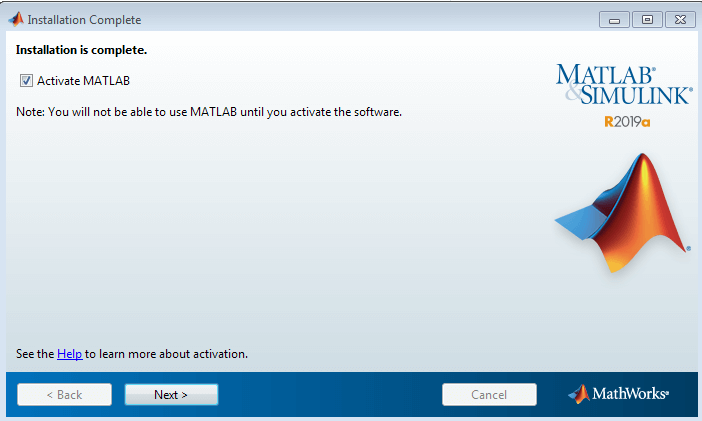 Installation Complete
Installation is complete.
Activate MATLAB
Note: You will not be able to use MATLAB until you activate the software.
MATLAB®
&SIMULINK®
R2019a
See the Help to learn more about activation.
< Back
Next >
Cancel
MathWorks®